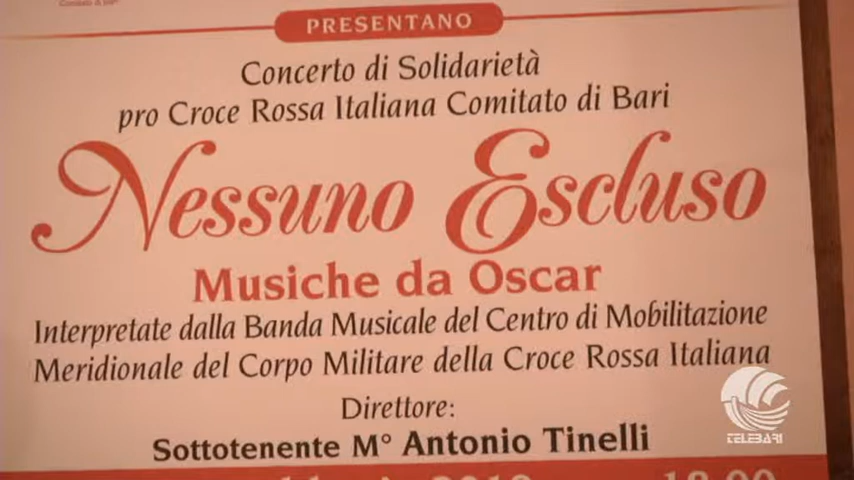 PRESENTANO
Concerto di Solidarietà
pro Croce Rossa Italiana Comitato di Bari
Nessuno Escluso
Musiche da Oscar
Interpretate dalla Banda Musicale del Centro di Mobilitazione
Meridionale del Corpo Militare della Croce Rossa Italiana
Direttore:
Sottotenente M° Antonio Tinelli
TELEBARI